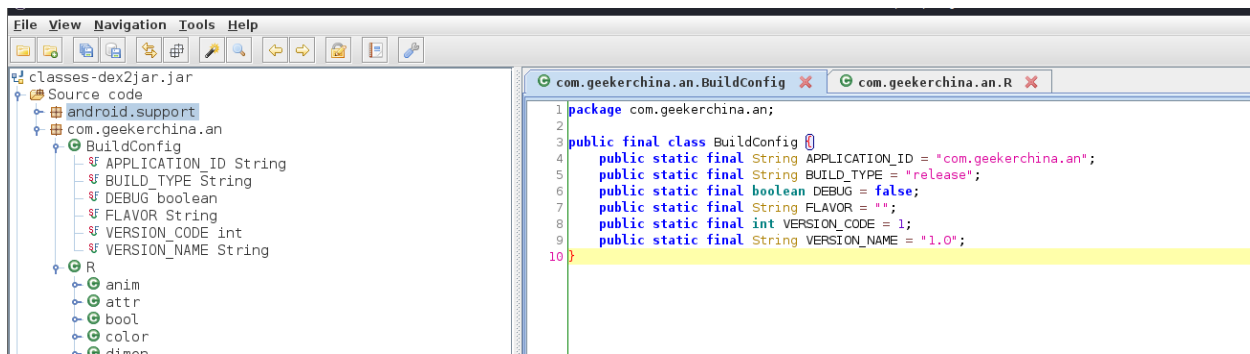 File View Navigation Tools Help
classes-dex2jar.jar
Source code
android.support
com.geekerchina.an
BuildConfig
APPLICATION_ID String
BUILD_TYPE String
DEBUG boolean
FLAVOR String
VERSION_CODE int
VERSION_NAME String
R
anim
attr
bool
color
dimen
com.geekerchina.an.BuildConfig com.geekerchina.an.R
1 package com.geekerchina.an;
2
3 public final class BuildConfig {
4 public static final String APPLICATION_ID = "com.geekerchina.an";
5 public static final String BUILD_TYPE = "release";
6 public static final boolean DEBUG = false;
7 public static final String FLAVOR = "";
8 public static final int VERSION_CODE = 1;
9 public static final String VERSION_NAME = "1.0";
10 }